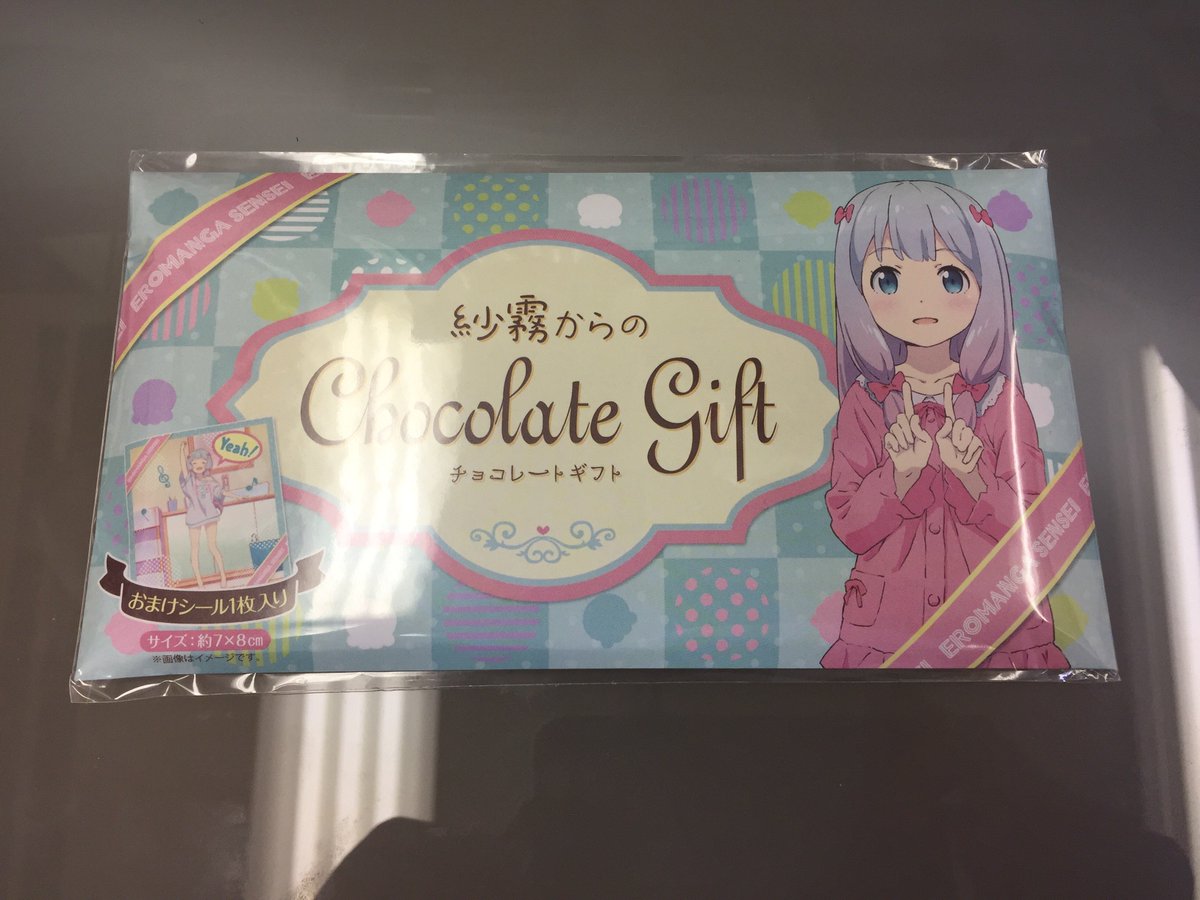 EROMANGA SENSEI
紗霧からの
Chocolate Gift
チョコレートギフト
Yeah!
おまけシール1枚入り
サイズ:約7×8cm
※画像はイメージです。
EROMANGA SENSEI